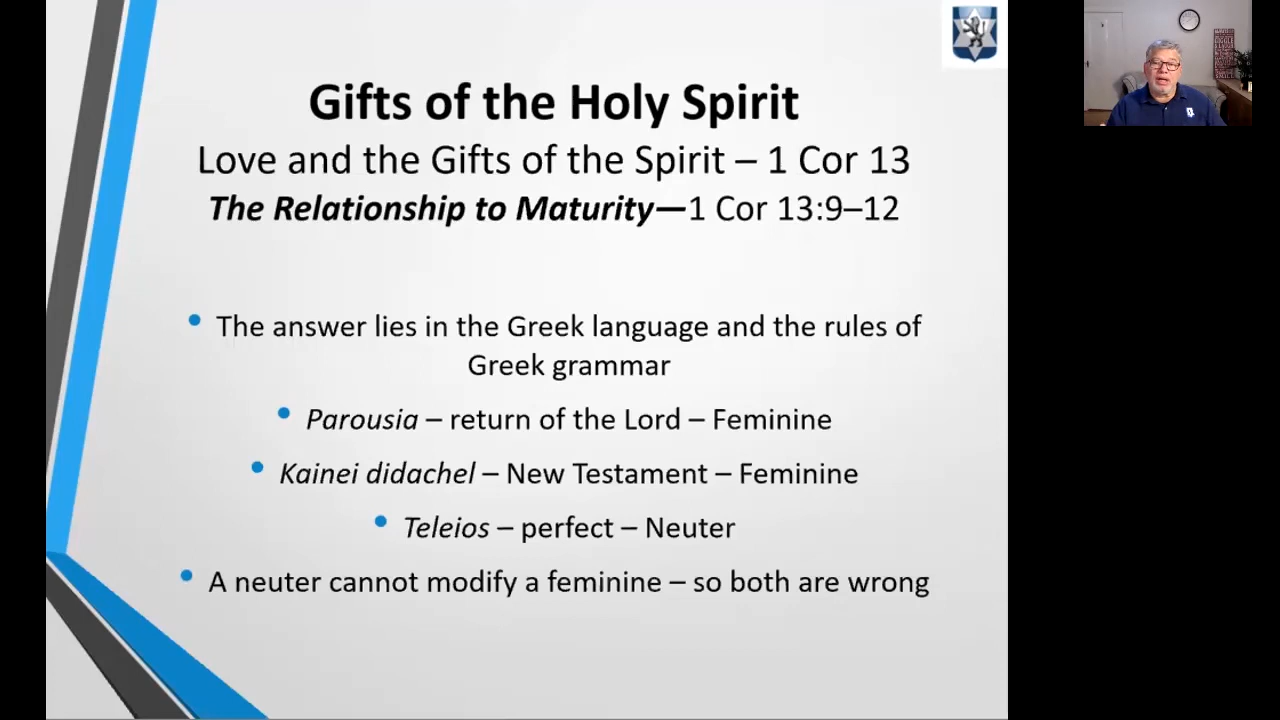 Gifts of the Holy Spirit
Love and the Gifts of the Spirit – 1 Cor 13
The Relationship to Maturity—1 Cor 13:9–12
• The answer lies in the Greek language and the rules of
Greek grammar
• Parousia – return of the Lord – Feminine
• Kainei didachel – New Testament – Feminine
• Teleios – perfect – Neuter
• A neuter cannot modify a feminine – so both are wrong